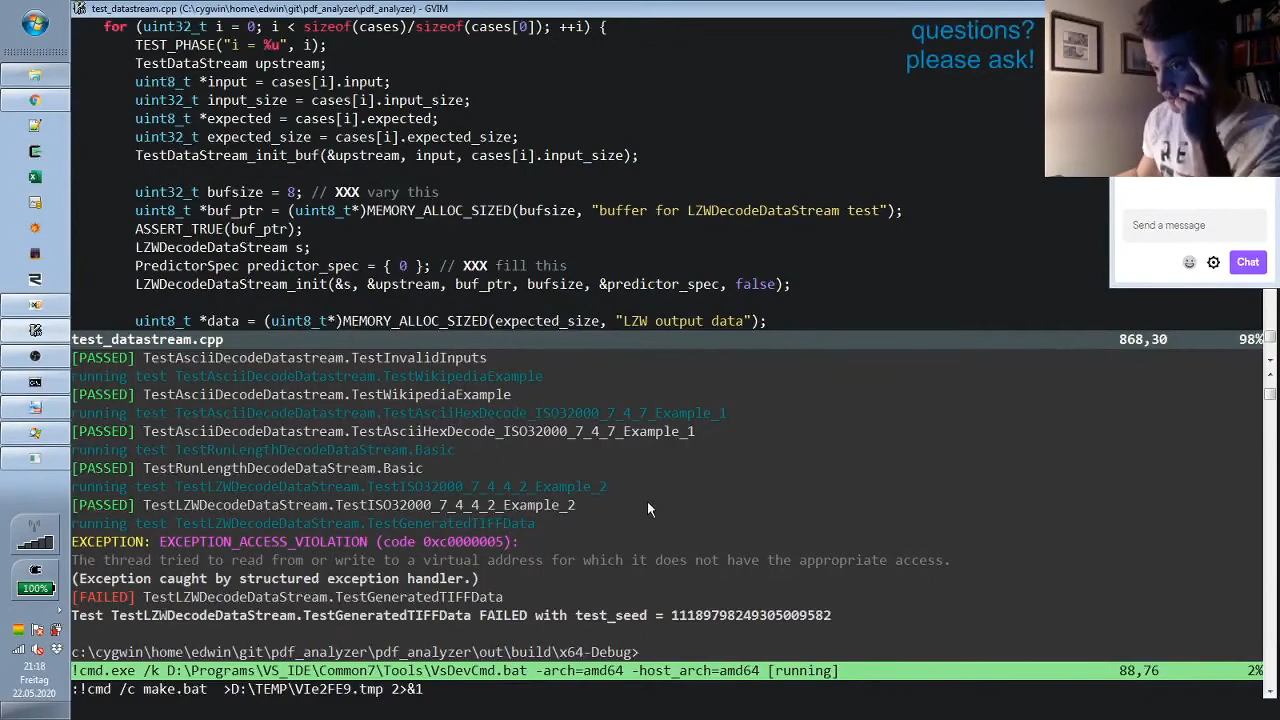 test_datastream.cpp (C:\cygwin\home\edwin\git\pdf_analyzer\pdf_analyzer) - GVIM
for (uint32_t i = 0; i < sizeof(cases)/sizeof(cases[0]); ++i) {
TEST_PHASE("i = %u", i);
TestDataStream upstream;
uint8_t *input = cases[i].input;
uint32_t input_size = cases[i].input_size;
uint8_t *expected = cases[i].expected;
uint32_t expected_size = cases[i].expected_size;
TestDataStream_init_buf(&upstream, input, cases[i].input_size);
uint32_t bufsize = 8; // XXX vary this
uint8_t *buf_ptr = (uint8_t*)MEMORY_ALLOC_SIZED(bufsize, "buffer for LZWDecodeDataStream test");
ASSERT_TRUE(buf_ptr);
LZWDecodeDataStream s;
PredictorSpec predictor_spec = { 0 }; // XXX fill this
LZWDecodeDataStream_init(&s, &upstream, buf_ptr, bufsize, &predictor_spec, false);
uint8_t *data = (uint8_t*)MEMORY_ALLOC_SIZED(expected_size, "LZW output data");
test_datastream.cpp 868,30 98%
[PASSED] TestAsciiDecodeDatastream.TestInvalidInputs
running test TestAsciiDecodeDatastream.TestWikipediaExample
[PASSED] TestAsciiDecodeDatastream.TestWikipediaExample
running test TestAsciiDecodeDatastream.TestAsciiHexDecode_ISO32000_7_4_7_Example_1
[PASSED] TestAsciiDecodeDatastream.TestAsciiHexDecode_ISO32000_7_4_7_Example_1
running test TestRunLengthDecodeDataStream.Basic
[PASSED] TestRunLengthDecodeDataStream.Basic
running test TestLZWDecodeDataStream.TestISO32000_7_4_4_2_Example_2
[PASSED] TestLZWDecodeDataStream.TestISO32000_7_4_4_2_Example_2
running test TestLZWDecodeDataStream.TestGeneratedTIFFData
EXCEPTION: EXCEPTION_ACCESS_VIOLATION (code 0xc0000005):
The thread tried to read from or write to a virtual address for which it does not have the appropriate access.
(Exception caught by structured exception handler.)
[FAILED] TestLZWDecodeDataStream.TestGeneratedTIFFData
Test TestLZWDecodeDataStream.TestGeneratedTIFFData FAILED with test_seed = 11189798249305009582
c:\cygwin\home\edwin\git\pdf_analyzer\pdf_analyzer\out\build\x64-Debug>
!cmd.exe /k D:\Programs\VS_IDE\Common7\Tools\VsDevCmd.bat -arch=amd64 -host_arch=amd64 [running] 88,76 2%
:!cmd /c make.bat >D:\TEMP\VIe2FE9.tmp 2>&1
questions?
please ask!
Send a message
Chat
100%
21:18
Freitag
22.05.2020